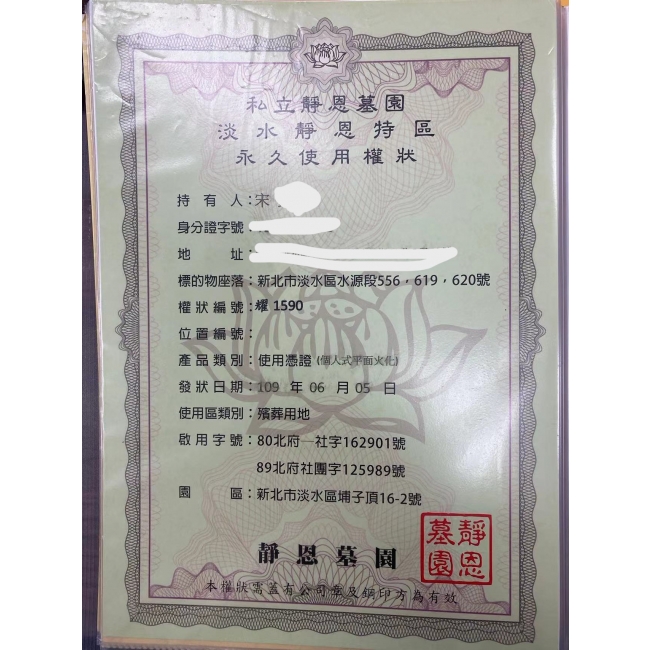 私立靜恩墓園
淡水靜恩特區
永久使用權狀
持有人：宋
身分證字號：
地址：
標的物座落：新北市淡水區水源段556，619，620號
權狀編號：耀 1590
位置編號：
產品類別：使用憑證 (個人式平面火化)
發狀日期：109 年 06 月 05 日
使用區類別：殯葬用地
啟用字號：80北府一社字162901號
89北府社團字125989號
園區：新北市淡水區埔子頂16-2號
靜恩墓園
靜恩墓園
本權狀需蓋有公司章及鋼印方為有效